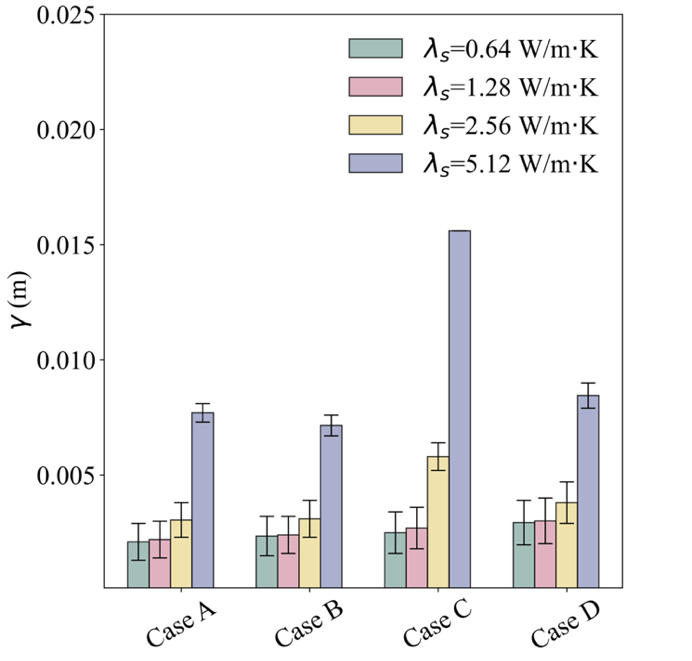 0.025
λs=0.64 W/m·K
λs=1.28 W/m·K
0.020
λs=2.56 W/m·K
λs=5.12 W/m·K
0.015
γ (m)
0.010
0.005
Case A
Case B
Case C
Case D